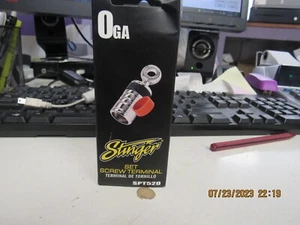 0GA
Stinger
SET
SCREW TERMINAL
TERMINAL DE TORNILLO
SPT520
07/23/2023 22:19